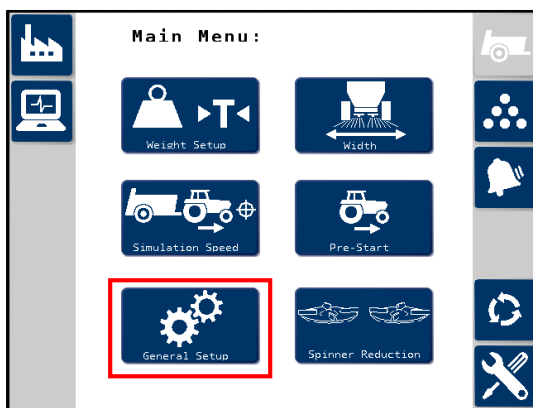 Main Menu:
Weight Setup
Width
Simulation Speed
Pre-Start
General Setup
Spinner Reduction